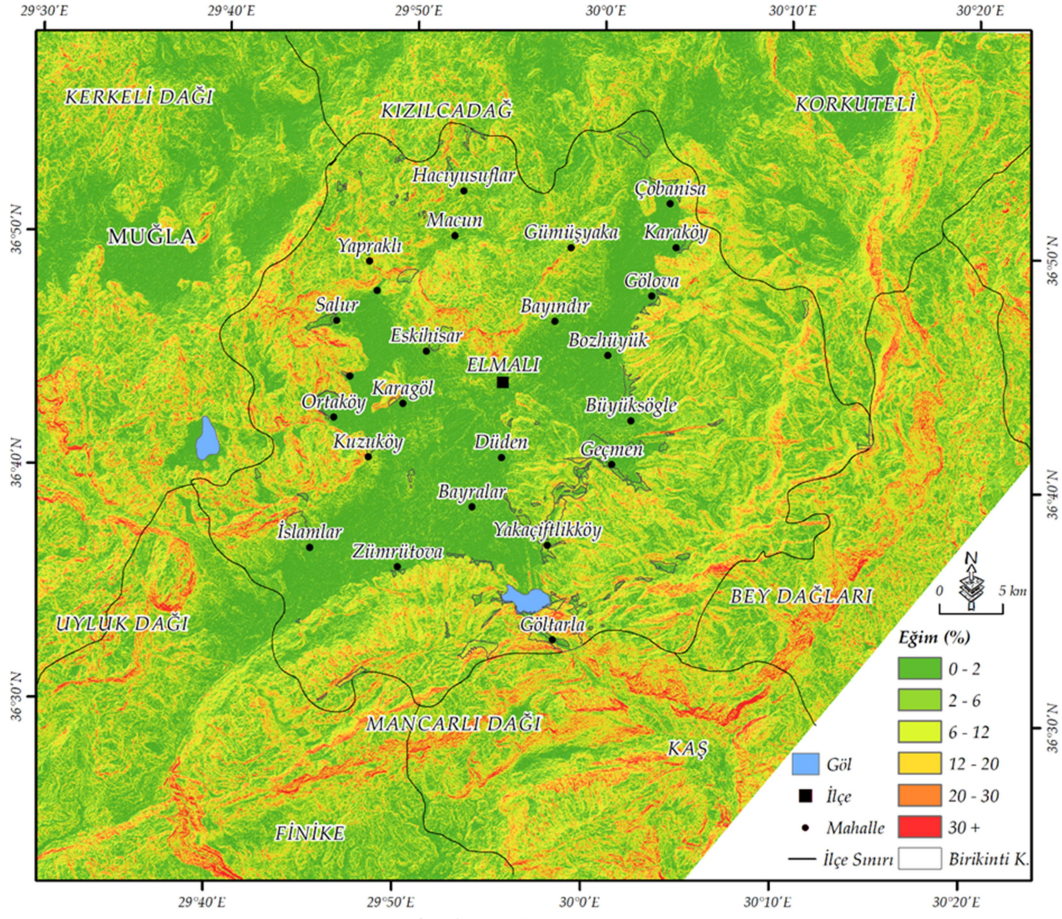 29°30'E 29°40'E 29°50'E 30°0'E 30°10'E 30°20'E
KERKELİ DAĞI
KIZILCADAĞ
KORKUTELİ
Hacıyusuflar
Çobanisa
36°50'N
Macun
MUĞLA
Gümüşyaka
Karaköy
Yapraklı
36°50'N
Gölova
Salur
Bayındır
Eskihisar
Bozhüyük
ELMALI
Karagöl
Ortaköy
Büyüksögle
Kuzuköy
Düden
Geçmen
36°40'N
36°40'N
Bayralar
İslamlar
Yakaçiftlikköy
Zümrütova
N
0 5 km
BEY DAĞLARI
UYLUK DAĞI
Göltarla
Eğim (%)
0 - 2
2 - 6
6 - 12
12 - 20
20 - 30
30 +
Birikinti K.
36°30'N
36°30'N
MANCARLI DAĞI
KAŞ
FİNİKE
Göl
İlçe
Mahalle
İlçe Sınırı
29°40'E 29°50'E 30°0'E 30°10'E 30°20'E